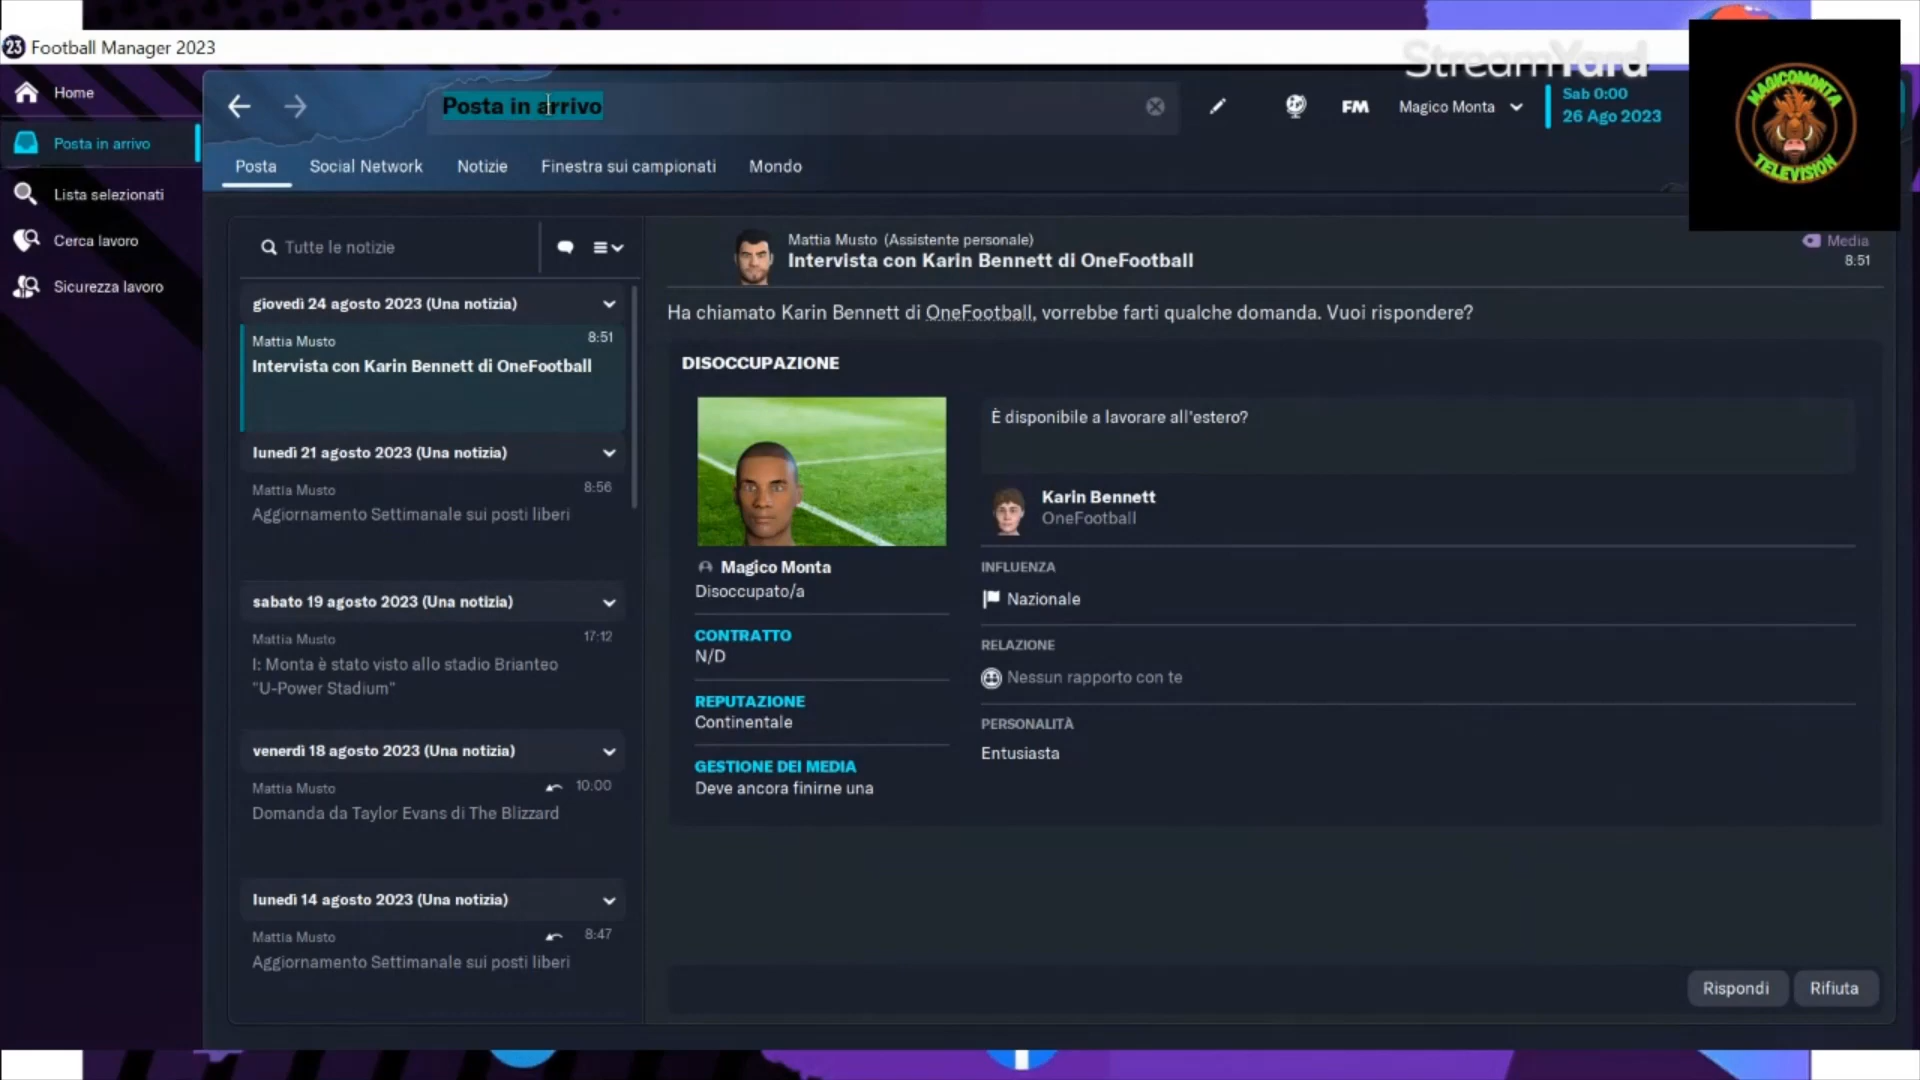 23 Football Manager 2023
StreamYard
MAGICOMONTA
TELEVISION
Home
Posta in arrivo
Lista selezionati
Cerca lavoro
Sicurezza lavoro
Posta in arrivo
FM
Magico Monta
Sab 0:00
26 Ago 2023
Posta
Social Network
Notizie
Finestra sui campionati
Mondo
Tutte le notizie
giovedì 24 agosto 2023 (Una notizia)
Mattia Musto
8:51
Intervista con Karin Bennett di OneFootball
lunedì 21 agosto 2023 (Una notizia)
Mattia Musto
8:56
Aggiornamento Settimanale sui posti liberi
sabato 19 agosto 2023 (Una notizia)
Mattia Musto
17:12
I: Monta è stato visto allo stadio Brianteo
"U-Power Stadium"
venerdì 18 agosto 2023 (Una notizia)
Mattia Musto
10:00
Domanda da Taylor Evans di The Blizzard
lunedì 14 agosto 2023 (Una notizia)
Mattia Musto
8:47
Aggiornamento Settimanale sui posti liberi
Mattia Musto (Assistente personale)
Intervista con Karin Bennett di OneFootball
Media
8:51
Ha chiamato Karin Bennett di OneFootball, vorrebbe farti qualche domanda. Vuoi rispondere?
DISOCCUPAZIONE
Magico Monta
Disoccupato/a
CONTRATTO
N/D
REPUTAZIONE
Continentale
GESTIONE DEI MEDIA
Deve ancora finirne una
È disponibile a lavorare all'estero?
Karin Bennett
OneFootball
INFLUENZA
Nazionale
RELAZIONE
Nessun rapporto con te
PERSONALITÀ
Entusiasta
Rispondi
Rifiuta